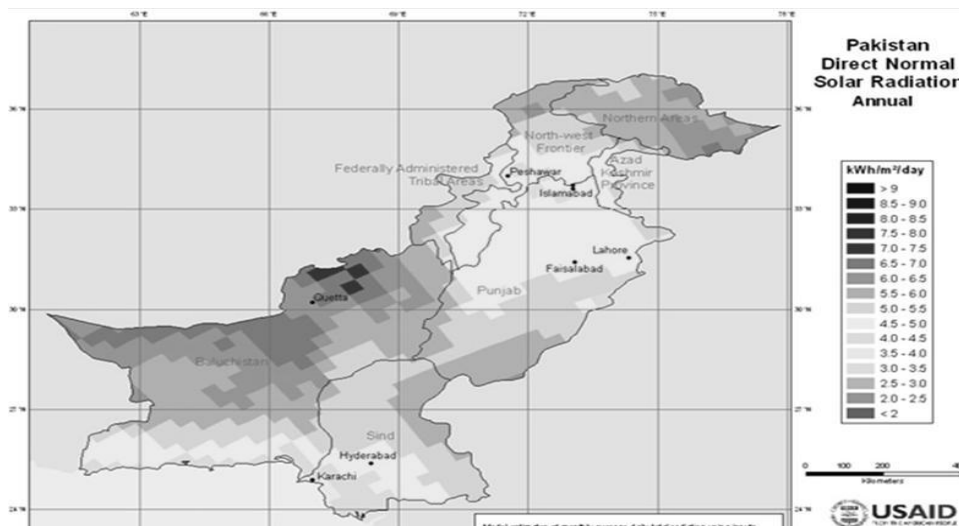 63°E 66°E 69°E 72°E 75°E 78°E
Pakistan
Direct Normal
Solar Radiation
Annual
36°N
Northern Areas
North-west
Frontier
Federally Administered
Tribal Areas
Azad
Kashmir
Province
Peshawar
Islamabad
33°N
Lahore
Faisalabad
Punjab
Quetta
30°N
Baluchistan
27°N
Sind
Hyderabad
Karachi
24°N
kWh/m²/day
> 9
8.5 - 9.0
8.0 - 8.5
7.5 - 8.0
7.0 - 7.5
6.5 - 7.0
6.0 - 6.5
5.5 - 6.0
5.0 - 5.5
4.5 - 5.0
4.0 - 4.5
3.5 - 4.0
3.0 - 3.5
2.5 - 3.0
2.0 - 2.5
< 2
0 100 200
Kilometers
USAID